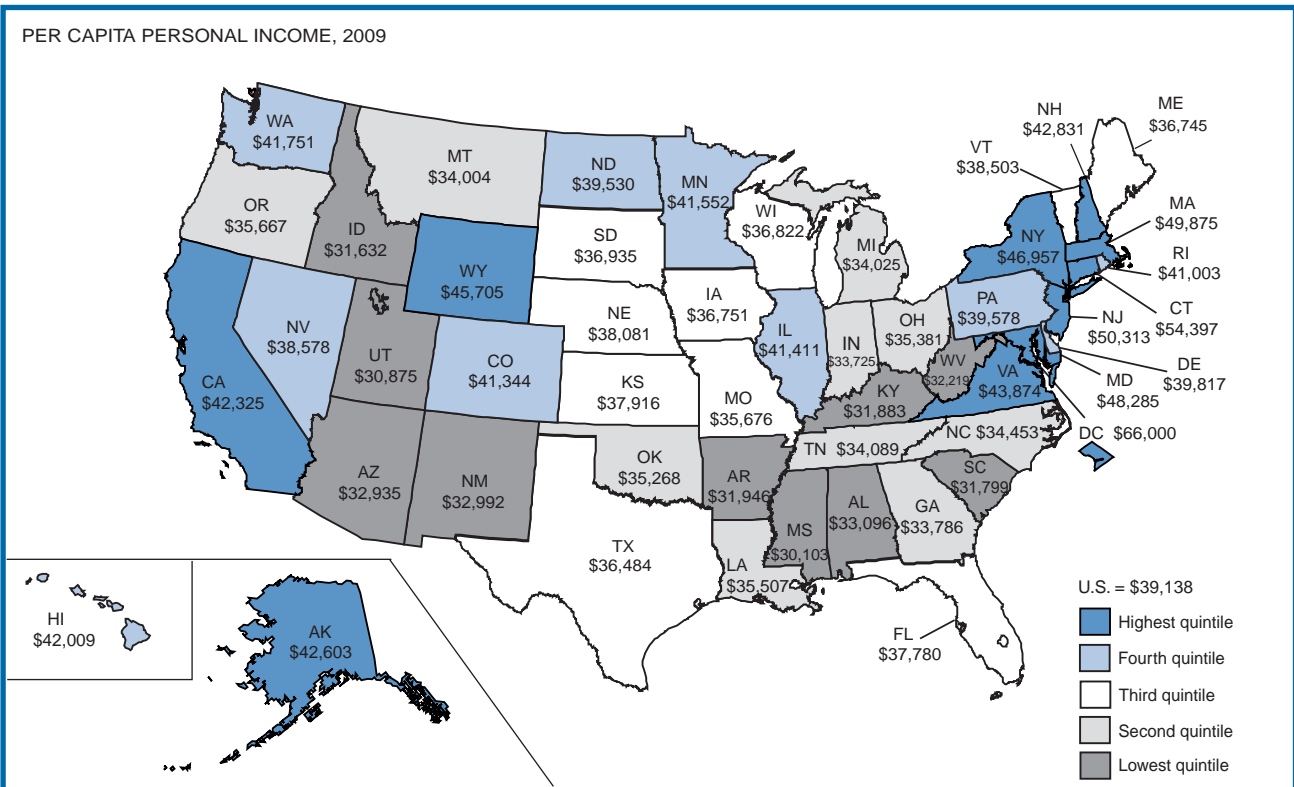 PER CAPITA PERSONAL INCOME, 2009
WA
$41,751
MT
$34,004
ND
$39,530
MN
$41,552
OR
$35,667
ID
$31,632
WY
$45,705
SD
$36,935
WI
$36,822
MI
$34,025
NH
$42,831
ME
$36,745
VT
$38,503
MA
$49,875
NY
$46,957
RI
$41,003
CT
$54,397
PA
$39,578
NJ
$50,313
DE
$39,817
MD
$48,285
DC $66,000
NV
$38,578
UT
$30,875
CO
$41,344
NE
$38,081
IA
$36,751
IL
$41,411
IN
$33,725
OH
$35,381
WV
$32,219
VA
$43,874
CA
$42,325
KS
$37,916
MO
$35,676
KY
$31,883
TN $34,089
NC $34,453
AZ
$32,935
NM
$32,992
OK
$35,268
AR
$31,946
SC
$31,799
MS
$30,103
AL
$33,096
GA
$33,786
TX
$36,484
LA
$35,507
FL
$37,780
HI
$42,009
AK
$42,603
U.S. = $39,138
Highest quintile
Fourth quintile
Third quintile
Second quintile
Lowest quintile